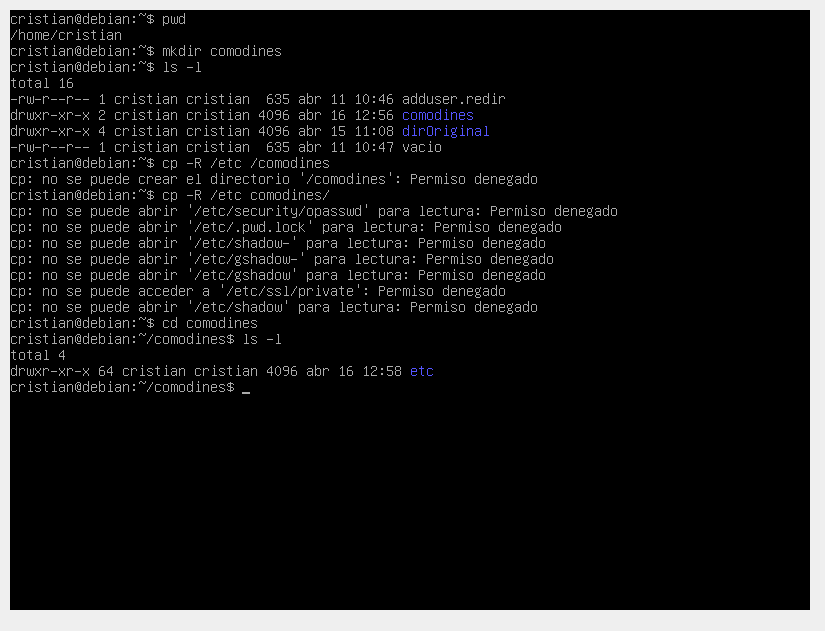 cristian@debian:~$ pwd
/home/cristian
cristian@debian:~$ mkdir comodines
cristian@debian:~$ ls -l
total 16
-rw-r--r-- 1 cristian cristian  635 abr 11 10:46 adduser.redir
drwxr-xr-x 2 cristian cristian 4096 abr 16 12:56 comodines
drwxr-xr-x 4 cristian cristian 4096 abr 15 11:08 dirOriginal
-rw-r--r-- 1 cristian cristian  635 abr 11 10:47 vacio
cristian@debian:~$ cp -R /etc /comodines
cp: no se puede crear el directorio '/comodines': Permiso denegado
cristian@debian:~$ cp -R /etc comodines/
cp: no se puede abrir '/etc/security/opasswd' para lectura: Permiso denegado
cp: no se puede abrir '/etc/.pwd.lock' para lectura: Permiso denegado
cp: no se puede abrir '/etc/shadow-' para lectura: Permiso denegado
cp: no se puede abrir '/etc/gshadow-' para lectura: Permiso denegado
cp: no se puede abrir '/etc/gshadow' para lectura: Permiso denegado
cp: no se puede acceder a '/etc/ssl/private': Permiso denegado
cp: no se puede abrir '/etc/shadow' para lectura: Permiso denegado
cristian@debian:~$ cd comodines
cristian@debian:~/comodines$ ls -l
total 4
drwxr-xr-x 64 cristian cristian 4096 abr 16 12:58 etc
cristian@debian:~/comodines$ _